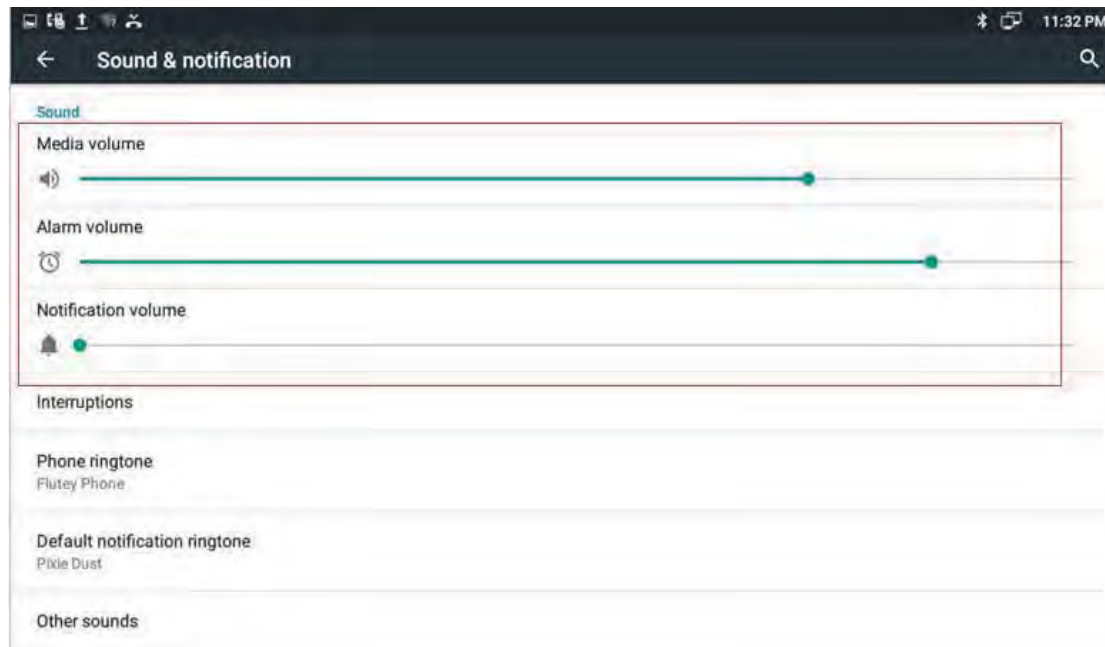 11:32 PM
Sound & notification
Sound
Media volume
Alarm volume
Notification volume
Interruptions
Phone ringtone
Flutey Phone
Default notification ringtone
Pixie Dust
Other sounds